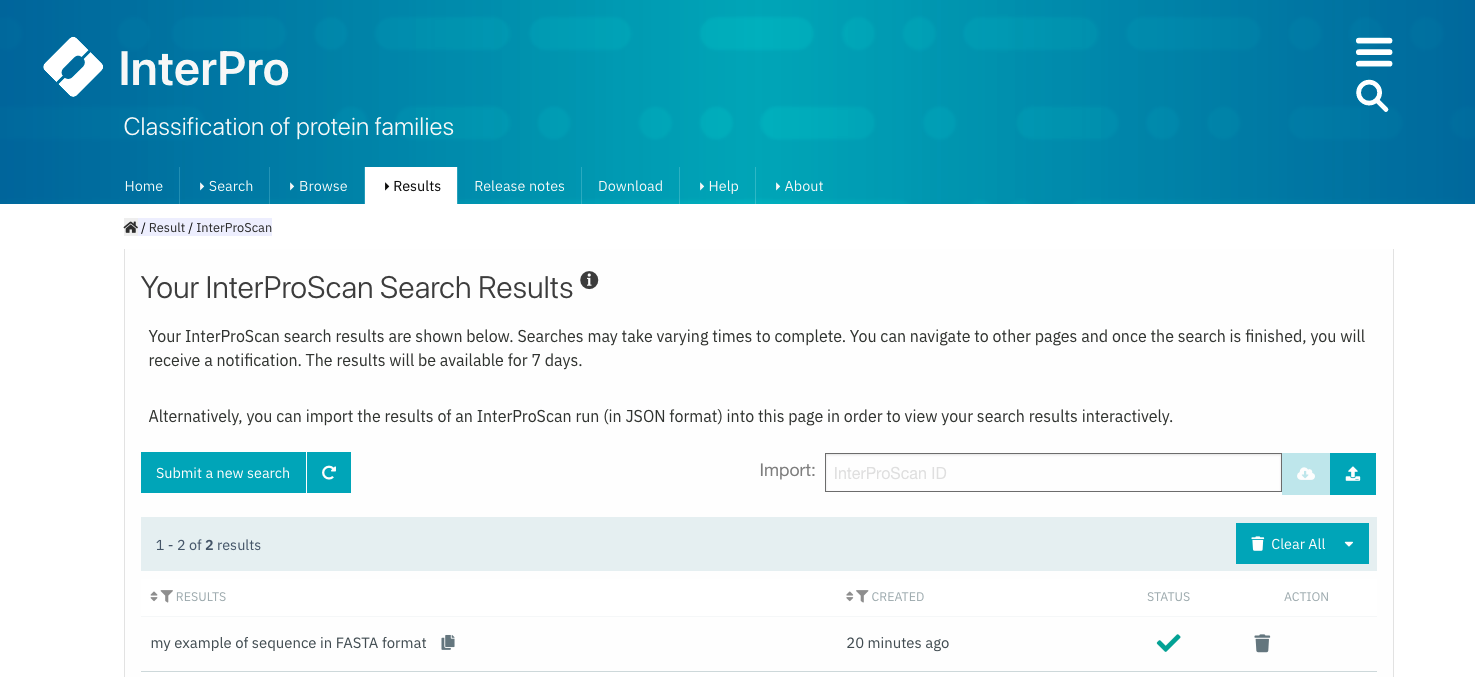 InterPro
Classification of protein families
Home Search Browse Results Release notes Download Help About
/ Result / InterProScan
Your InterProScan Search Results
Your InterProScan search results are shown below. Searches may take varying times to complete. You can navigate to other pages and once the search is finished, you will
receive a notification. The results will be available for 7 days.
Alternatively, you can import the results of an InterProScan run (in JSON format) into this page in order to view your search results interactively.
Submit a new search Import: InterProScan ID
1 - 2 of 2 results Clear All
RESULTS CREATED STATUS ACTION
my example of sequence in FASTA format 20 minutes ago